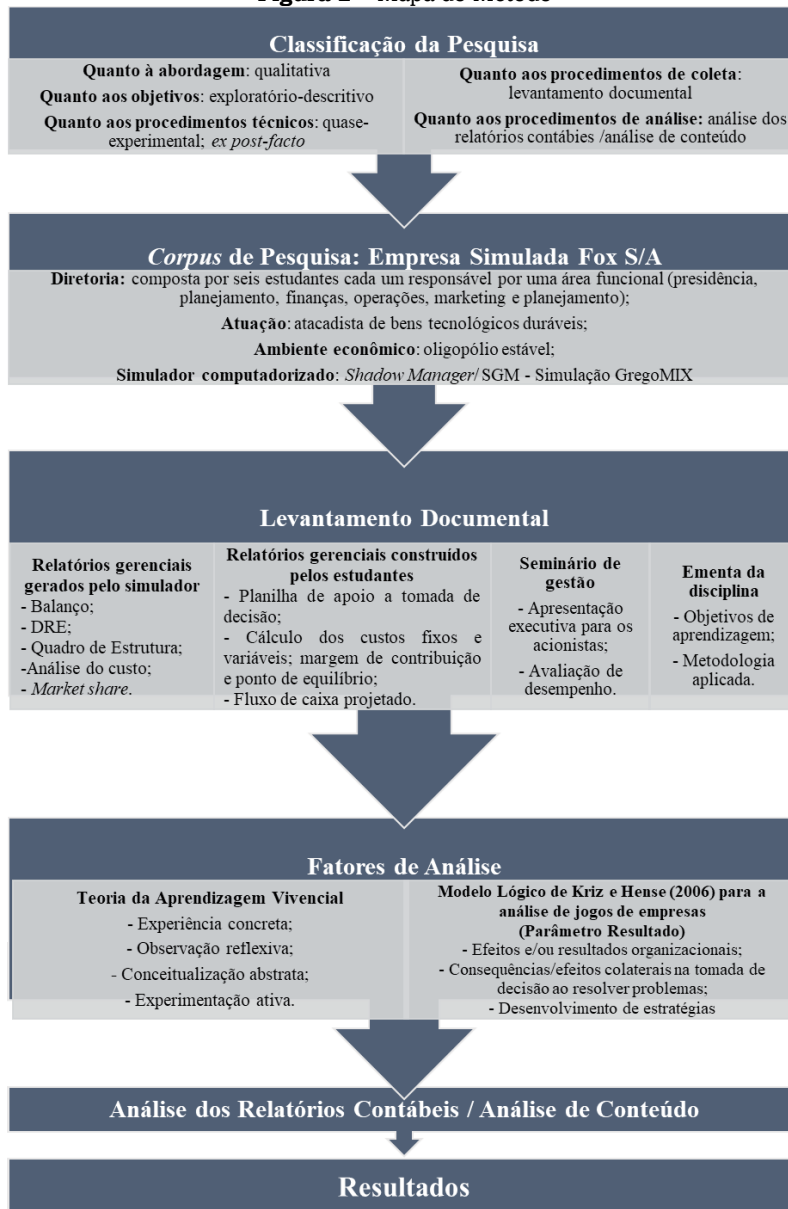 Figura 2 – Mapa do Método
Classificação da Pesquisa
Quanto à abordagem: qualitativa
Quanto aos objetivos: exploratório-descritivo
Quanto aos procedimentos técnicos: quase-
experimental; ex post-facto
Quanto aos procedimentos de coleta:
levantamento documental
Quanto aos procedimentos de análise: análise dos
relatórios contábies /análise de conteúdo
Corpus de Pesquisa: Empresa Simulada Fox S/A
Diretoria: composta por seis estudantes cada um responsável por uma área funcional (presidência,
planejamento, finanças, operações, marketing e planejamento);
Atuação: atacadista de bens tecnológicos duráveis;
Ambiente econômico: oligopólio estável;
Simulador computadorizado: Shadow Manager/ SGM - Simulação GregoMIX
Levantamento Documental
Relatórios gerenciais
gerados pelo simulador
- Balanço;
- DRE;
- Quadro de Estrutura;
-Análise do custo;
- Market share.
Relatórios gerenciais construídos
pelos estudantes
- Planilha de apoio a tomada de
decisão;
- Cálculo dos custos fixos e
variáveis; margem de contribuição
e ponto de equilíbrio;
- Fluxo de caixa projetado.
Seminário de
gestão
- Apresentação
executiva para os
acionistas;
- Avaliação de
desempenho.
Ementa da
disciplina
- Objetivos de
aprendizagem;
- Metodologia
aplicada.
Fatores de Análise
Teoria da Aprendizagem Vivencial
- Experiência concreta;
- Observação reflexiva;
- Conceitualização abstrata;
- Experimentação ativa.
Modelo Lógico de Kriz e Hense (2006) para a
análise de jogos de empresas
(Parâmetro Resultado)
- Efeitos e/ou resultados organizacionais;
- Consequências/efeitos colaterais na tomada de
decisão ao resolver problemas;
- Desenvolvimento de estratégias
Análise dos Relatórios Contábeis / Análise de Conteúdo
Resultados